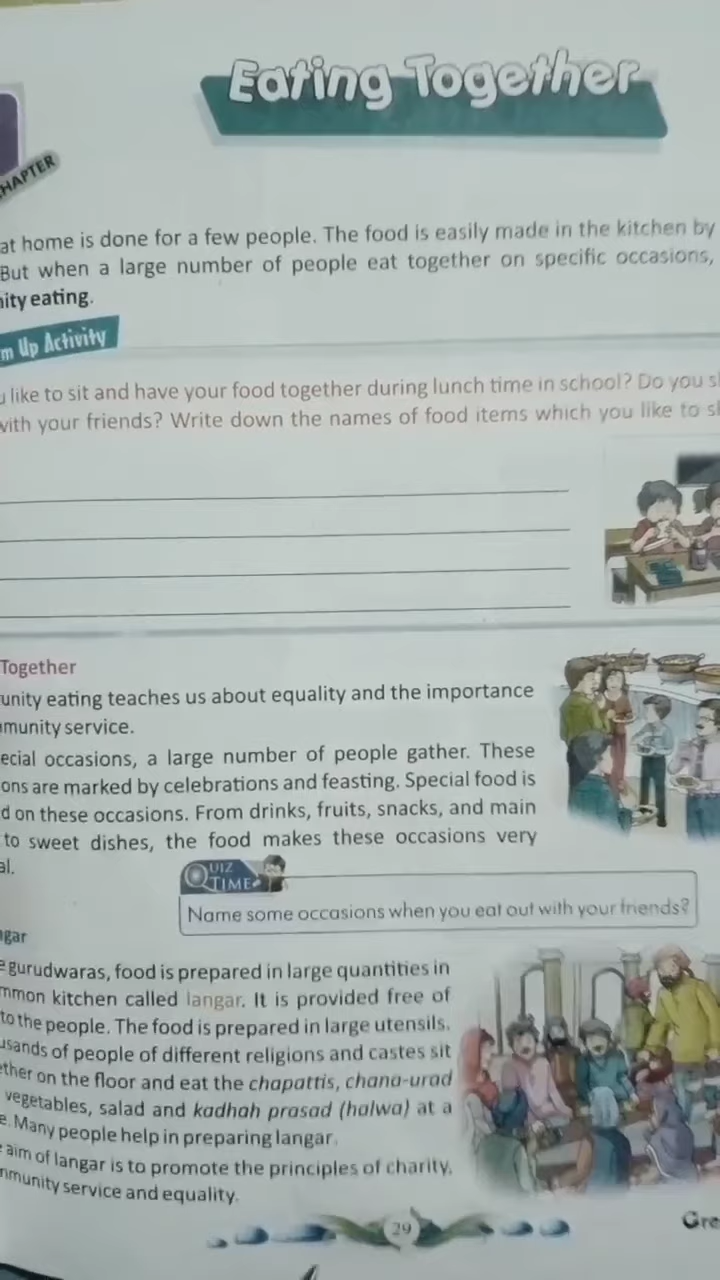 Eating Together
CHAPTER
at home is done for a few people. The food is easily made in the kitchen by
But when a large number of people eat together on specific occasions,
nity eating.
m Up Activity
u like to sit and have your food together during lunch time in school? Do you
with your friends? Write down the names of food items which you like to
Together
unity eating teaches us about equality and the importance
mmunity service.
ecial occasions, a large number of people gather. These
ons are marked by celebrations and feasting. Special food is
d on these occasions. From drinks, fruits, snacks, and main
to sweet dishes, the food makes these occasions very
al.
QUIZ
TIME
Name some occasions when you eat out with your friends?
gar
e gurudwaras, food is prepared in large quantities in
mmon kitchen called langar. It is provided free of
to the people. The food is prepared in large utensils.
usands of people of different religions and castes sit
ether on the floor and eat the chapattis, chana-urad
vegetables, salad and kadhah prasad (halwa) at a
e. Many people help in preparing langar.
aim of langar is to promote the principles of charity,
mmunity service and equality.
29
Gre